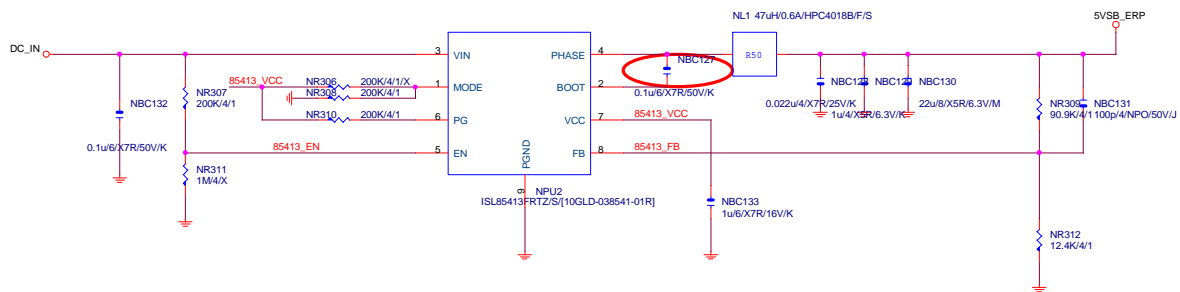 NL1 47uH/0.6A/HPC4018B/F/S
5VSB_ERP
DC_IN
3
VIN
PHASE
4
R50
NBC127
85413_VCC
NR306
200K/4/1/X
1
MODE
BOOT
2
NR307
200K/4/1
NR308
200K/4/1
0.1u/6/X7R/50V/K
NBC130
NBC132
0.022u/4/X7R/25V/K
22u/8/X5R/6.3V/M
NR309
NBC131
NR310
200K/4/1
6
PG
VCC
7
85413_VCC
1u/4/X5R/6.3V/K
90.9K/4/1
100p/4/NPO/50V/J
0.1u/6/X7R/50V/K
85413_EN
5
EN
FB
8
85413_FB
NR311
1M/4/X
PGND
9
NPU2
ISL85413FRTZ/S/[10GLD-038541-01R]
NBC133
1u/6/X7R/16V/K
NR312
12.4K/4/1